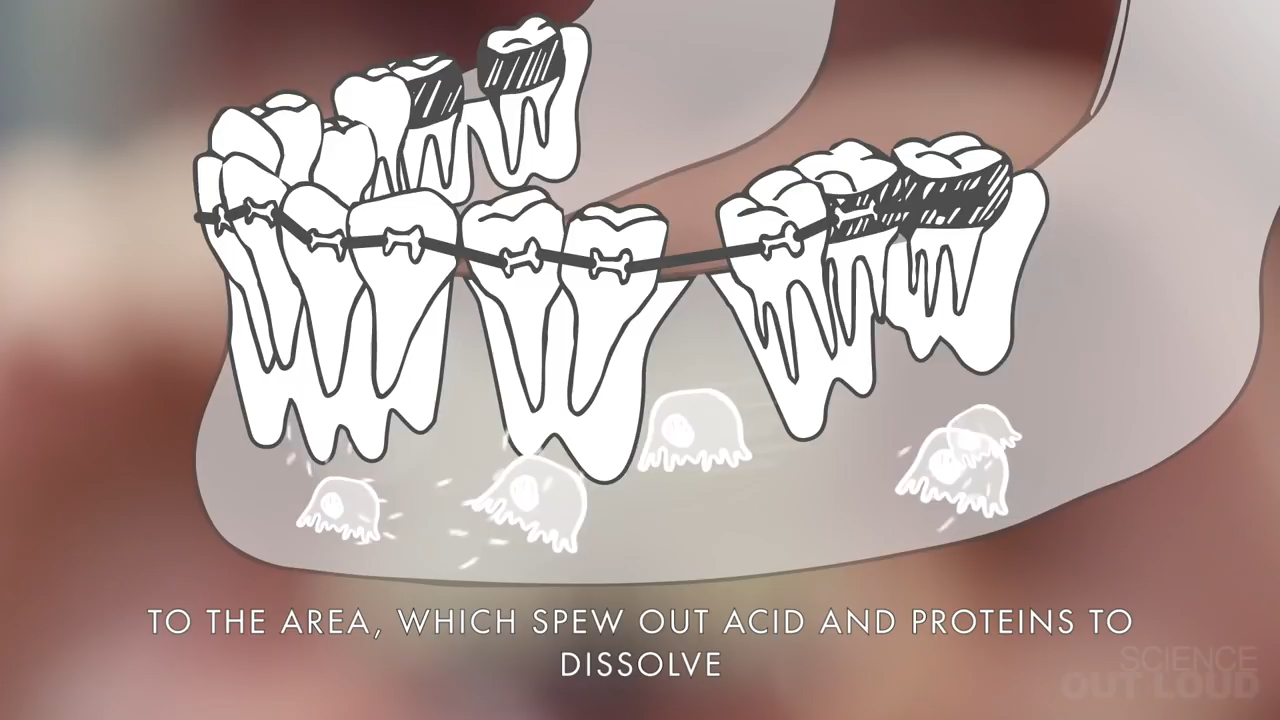 TO THE AREA, WHICH SPEW OUT ACID AND PROTEINS TO
DISSOLVE
SCIENCE
OUT LOUD